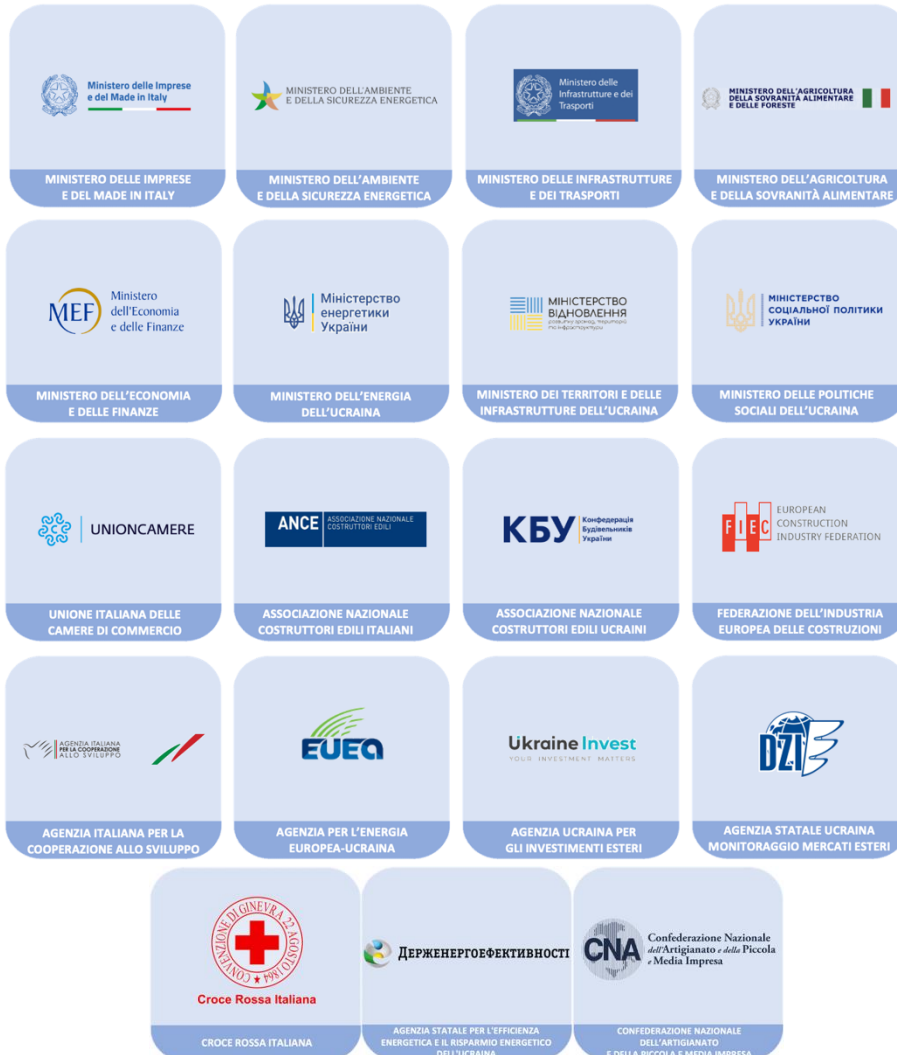 Ministero delle Imprese
e del Made in Italy
MINISTERO DELLE IMPRESE
E DEL MADE IN ITALY
MINISTERO DELL'AMBIENTE
E DELLA SICUREZZA ENERGETICA
MINISTERO DELL'AMBIENTE
E DELLA SICUREZZA ENERGETICA
Ministero delle
Infrastrutture e dei
Trasporti
MINISTERO DELLE INFRASTRUTTURE
E DEI TRASPORTI
MINISTERO DELL'AGRICOLTURA
DELLA SOVRANITÀ ALIMENTARE
E DELLE FORESTE
MINISTERO DELL'AGRICOLTURA
E DELLA SOVRANITÀ ALIMENTARE
MEF
Ministero
dell'Economia
e delle Finanze
MINISTERO DELL'ECONOMIA
E DELLE FINANZE
Міністерство
енергетики
України
MINISTERO DELL'ENERGIA
DELL'UCRAINA
МІНІСТЕРСТВО
ВІДНОВЛЕННЯ
розвитку громад, територій
та інфраструктури
MINISTERO DEI TERRITORI E DELLE
INFRASTRUTTURE DELL'UCRAINA
МІНІСТЕРСТВО
СОЦІАЛЬНОЇ ПОЛІТИКИ
УКРАЇНИ
MINISTERO DELLE POLITICHE
SOCIALI DELL'UCRAINA
UNIONCAMERE
UNIONE ITALIANA DELLE
CAMERE DI COMMERCIO
ANCE
ASSOCIAZIONE NAZIONALE
COSTRUTTORI EDILI
ASSOCIAZIONE NAZIONALE
COSTRUTTORI EDILI ITALIANI
КБУ
Конфедерація
Будівельників
України
ASSOCIAZIONE NAZIONALE
COSTRUTTORI EDILI UCRAINI
FIEC
EUROPEAN
CONSTRUCTION
INDUSTRY FEDERATION
FEDERAZIONE DELL'INDUSTRIA
EUROPEA DELLE COSTRUZIONI
AGENZIA ITALIANA
PER LA COOPERAZIONE
ALLO SVILUPPO
AGENZIA ITALIANA PER LA
COOPERAZIONE ALLO SVILUPPO
EUEA
AGENZIA PER L'ENERGIA
EUROPEA-UCRAINA
Ukraine Invest
YOUR INVESTMENT MATTERS
AGENZIA UCRAINA PER
GLI INVESTIMENTI ESTERI
DZI
AGENZIA STATALE UCRAINA
MONITORAGGIO MERCATI ESTERI
CONVENZIONE DI GINEVRA 22 AGOSTO 1864
Croce Rossa Italiana
CROCE ROSSA ITALIANA
ДЕРЖЕНЕРГОЕФЕКТИВНОСТІ
AGENZIA STATALE PER L'EFFICIENZA
ENERGETICA E IL RISPARMIO ENERGETICO
DELL'UCRAINA
CNA
Confederazione Nazionale
dell'Artigianato e della Piccola
e Media Impresa
CONFEDERAZIONE NAZIONALE
DELL'ARTIGIANATO
E DELLA PICCOLA E MEDIA IMPRESA